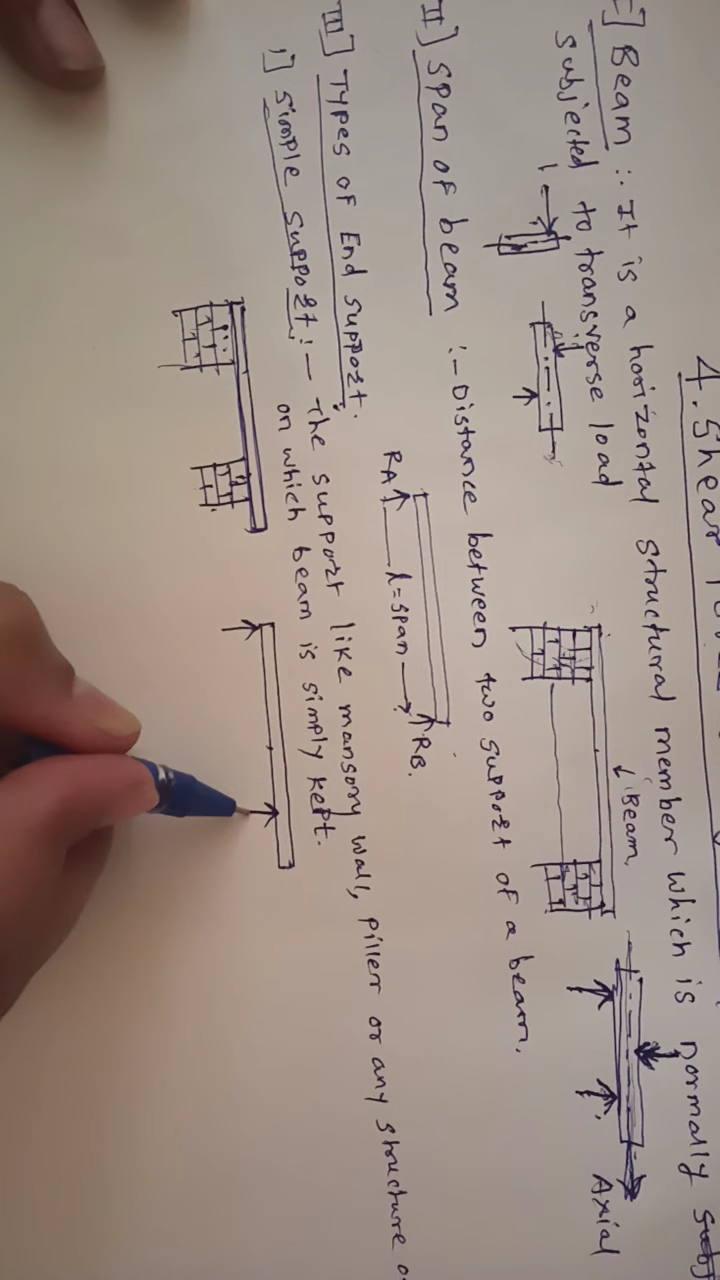 4. Shear
I] Beam :- It is a horizontal structural member which is normally
subjected to transverse load
Beam
Axial
II] Span of beam :- Distance between two support of a beam.
RA
l = span
RB.
III] Types of End support.
1] Simple Support :- The support like mansory wall, piller or any structure
on which beam is simply kept.